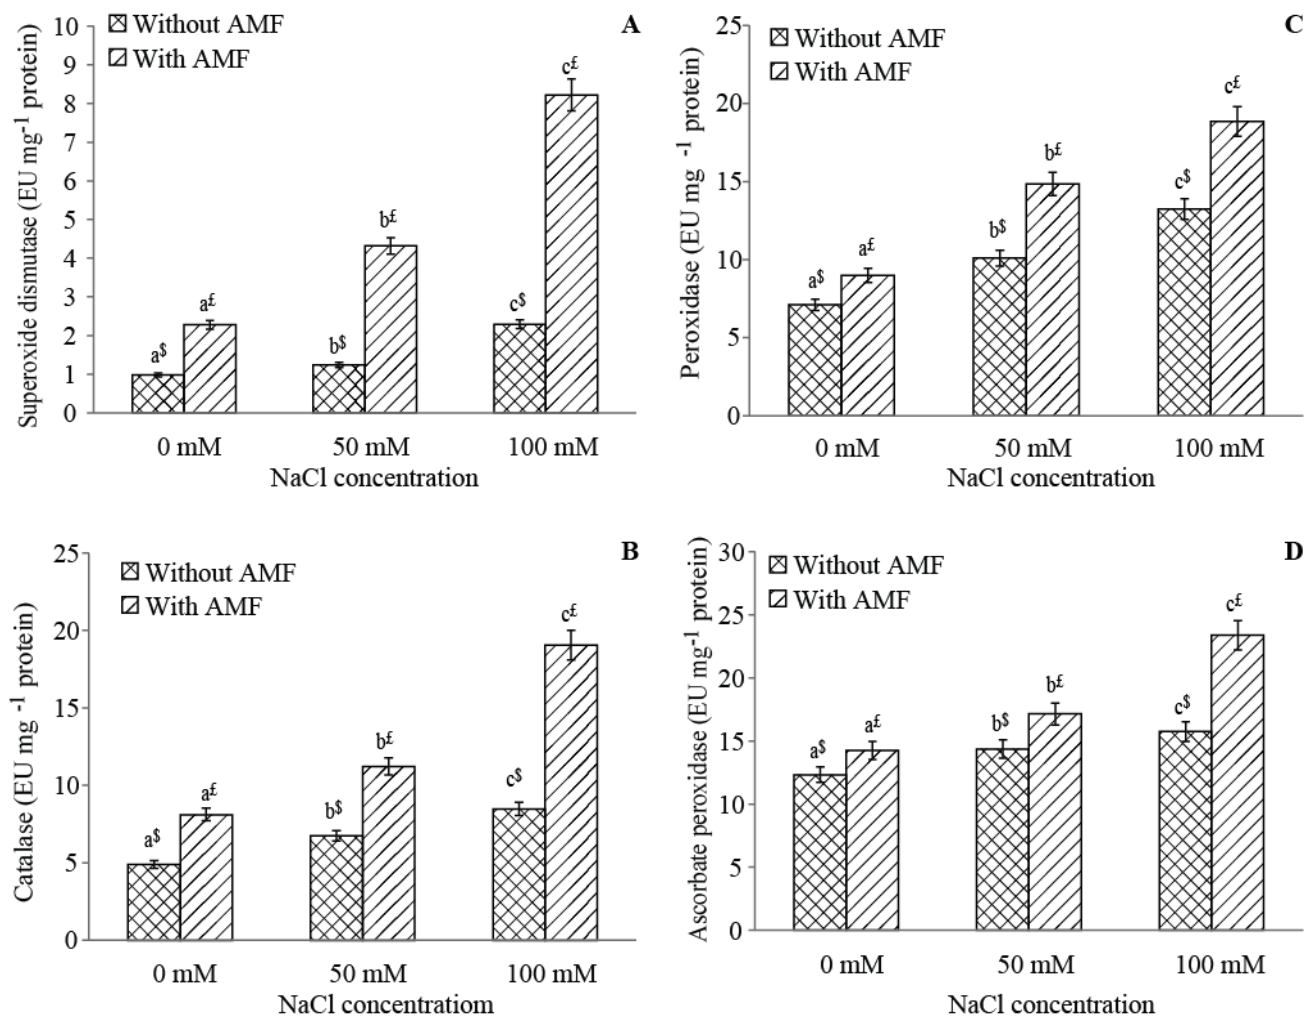 Superoxide dismutase (EU mg-1 protein)
10
9
8
7
6
5
4
3
2
1
0
Without AMF
With AMF
A
a$
a£
b$
b£
c$
c£
0 mM
50 mM
100 mM
NaCl concentration
Peroxidase (EU mg -1 protein)
25
20
15
10
5
0
Without AMF
With AMF
C
a$
a£
b$
b£
c$
c£
0 mM
50 mM
100 mM
NaCl concentration
Catalase (EU mg -1 protein)
25
20
15
10
5
0
Without AMF
With AMF
B
a$
a£
b$
b£
c$
c£
0 mM
50 mM
100 mM
NaCl concentratiom
Ascorbate peroxidase (EU mg-1 protein)
30
25
20
15
10
5
0
Without AMF
With AMF
D
a$
a£
b$
b£
c$
c£
0 mM
50 mM
100 mM
NaCl concentration